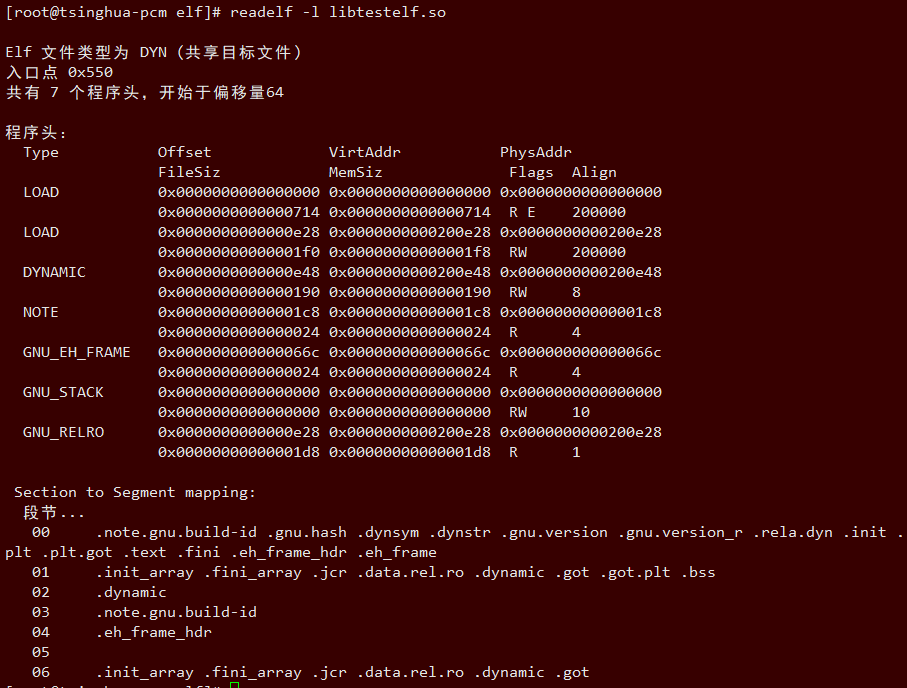 [root@tsinghua-pcm elf]# readelf -l libtestelf.so
Elf 文件类型为 DYN (共享目标文件)
入口点 0x550
共有 7 个程序头，开始于偏移量64
程序头：
Type Offset VirtAddr PhysAddr
FileSiz MemSiz Flags Align
LOAD 0x0000000000000000 0x0000000000000000 0x0000000000000000
0x0000000000000714 0x0000000000000714 R E 200000
LOAD 0x0000000000000e28 0x0000000000200e28 0x0000000000200e28
0x00000000000001f0 0x00000000000001f8 RW 200000
DYNAMIC 0x0000000000000e48 0x0000000000200e48 0x0000000000200e48
0x0000000000000190 0x0000000000000190 RW 8
NOTE 0x00000000000001c8 0x00000000000001c8 0x00000000000001c8
0x0000000000000024 0x0000000000000024 R 4
GNU_EH_FRAME 0x000000000000066c 0x000000000000066c 0x000000000000066c
0x0000000000000024 0x0000000000000024 R 4
GNU_STACK 0x0000000000000000 0x0000000000000000 0x0000000000000000
0x0000000000000000 0x0000000000000000 RW 10
GNU_RELRO 0x0000000000000e28 0x0000000000200e28 0x0000000000200e28
0x00000000000001d8 0x00000000000001d8 R 1
Section to Segment mapping:
段节...
00 .note.gnu.build-id .gnu.hash .dynsym .dynstr .gnu.version .gnu.version_r .rela.dyn .init .
plt .plt.got .text .fini .eh_frame_hdr .eh_frame
01 .init_array .fini_array .jcr .data.rel.ro .dynamic .got .got.plt .bss
02 .dynamic
03 .note.gnu.build-id
04 .eh_frame_hdr
05
06 .init_array .fini_array .jcr .data.rel.ro .dynamic .got